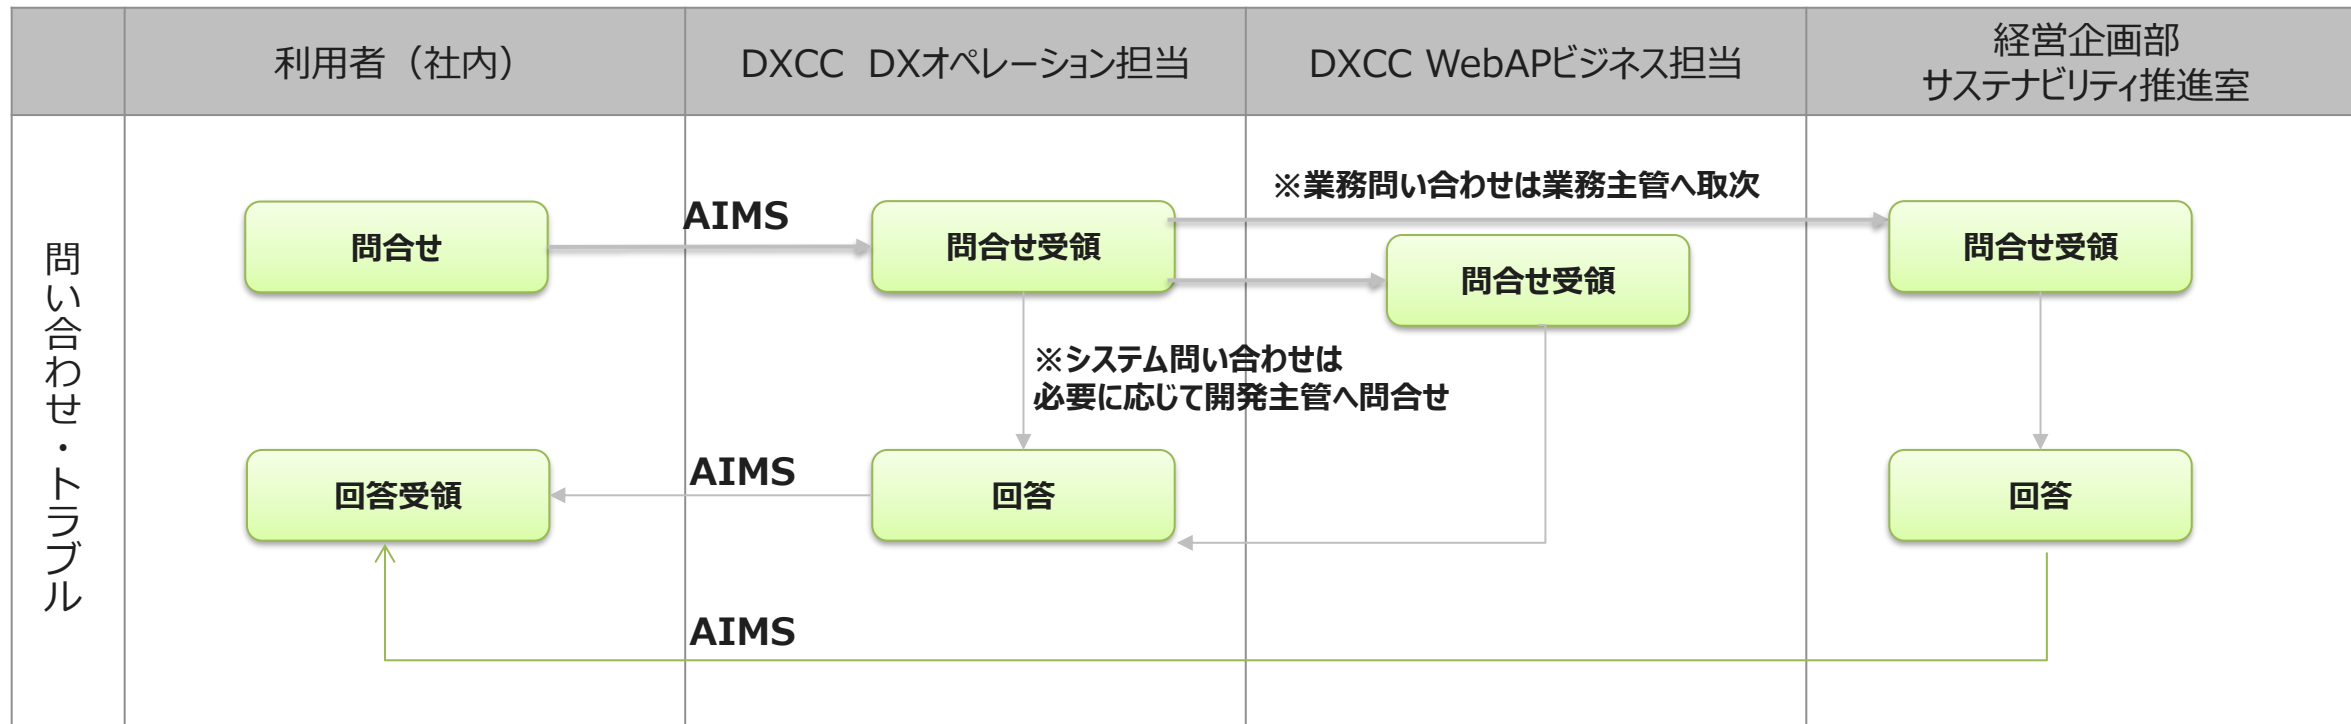 利用者（社内）
DXCC DXオペレーション担当
DXCC WebAPビジネス担当
経営企画部
サステナビリティ推進室
問い合わせ・トラブル
※業務問い合わせは業務主管へ取次
AIMS
問合せ
問合せ受領
問合せ受領
問合せ受領
※システム問い合わせは
必要に応じて開発主管へ問合せ
AIMS
回答受領
回答
回答
AIMS